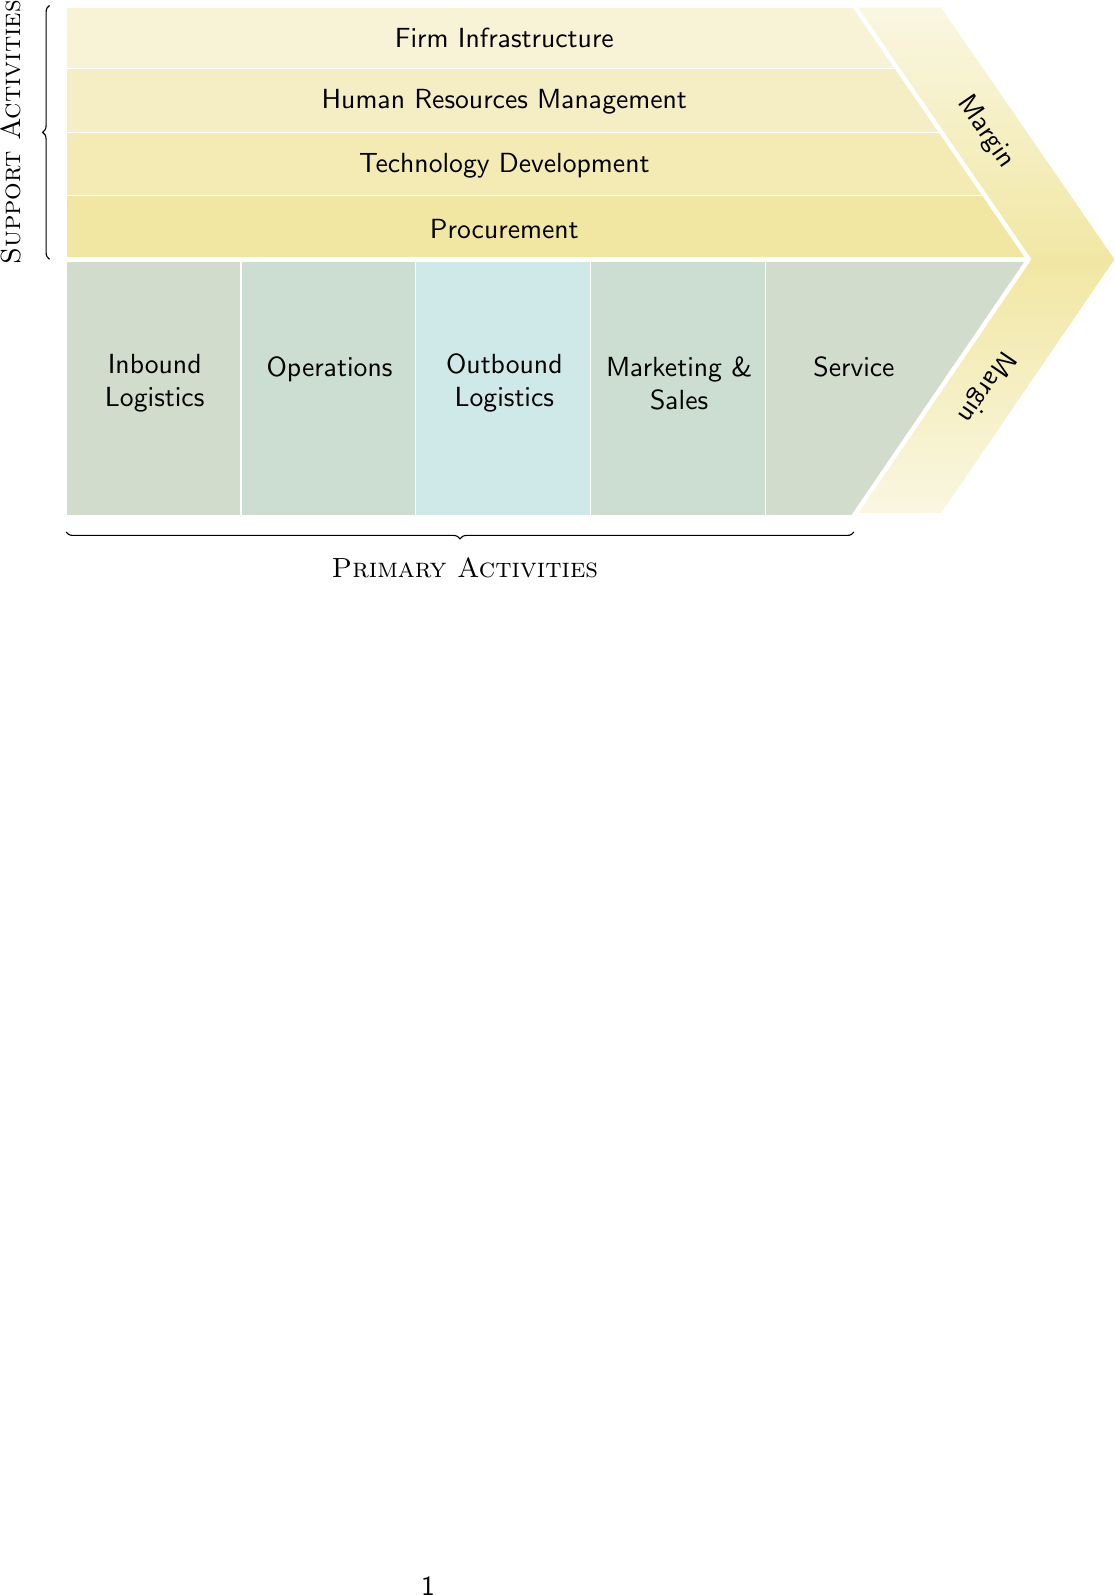 Support Activities
Firm Infrastructure
Human Resources Management
Technology Development
Procurement
Margin
Inbound
Logistics
Operations
Outbound
Logistics
Marketing &
Sales
Service
Margin
Primary Activities
1